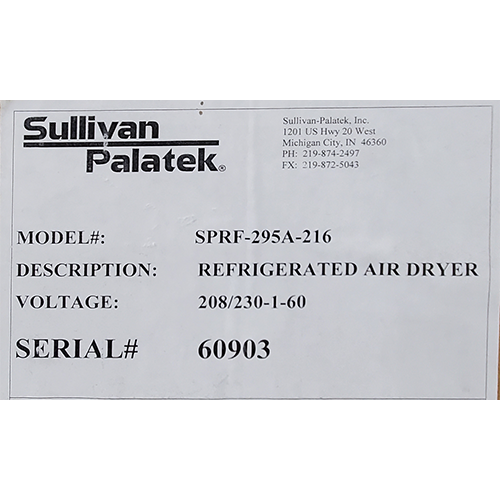 Sullivan
Palatek®
Sullivan-Palatek, Inc.
1201 US Hwy 20 West
Michigan City, IN 46360
PH: 219-874-2497
FX: 219-872-5043
MODEL#: SPRF-295A-216
DESCRIPTION: REFRIGERATED AIR DRYER
VOLTAGE: 208/230-1-60
SERIAL# 60903